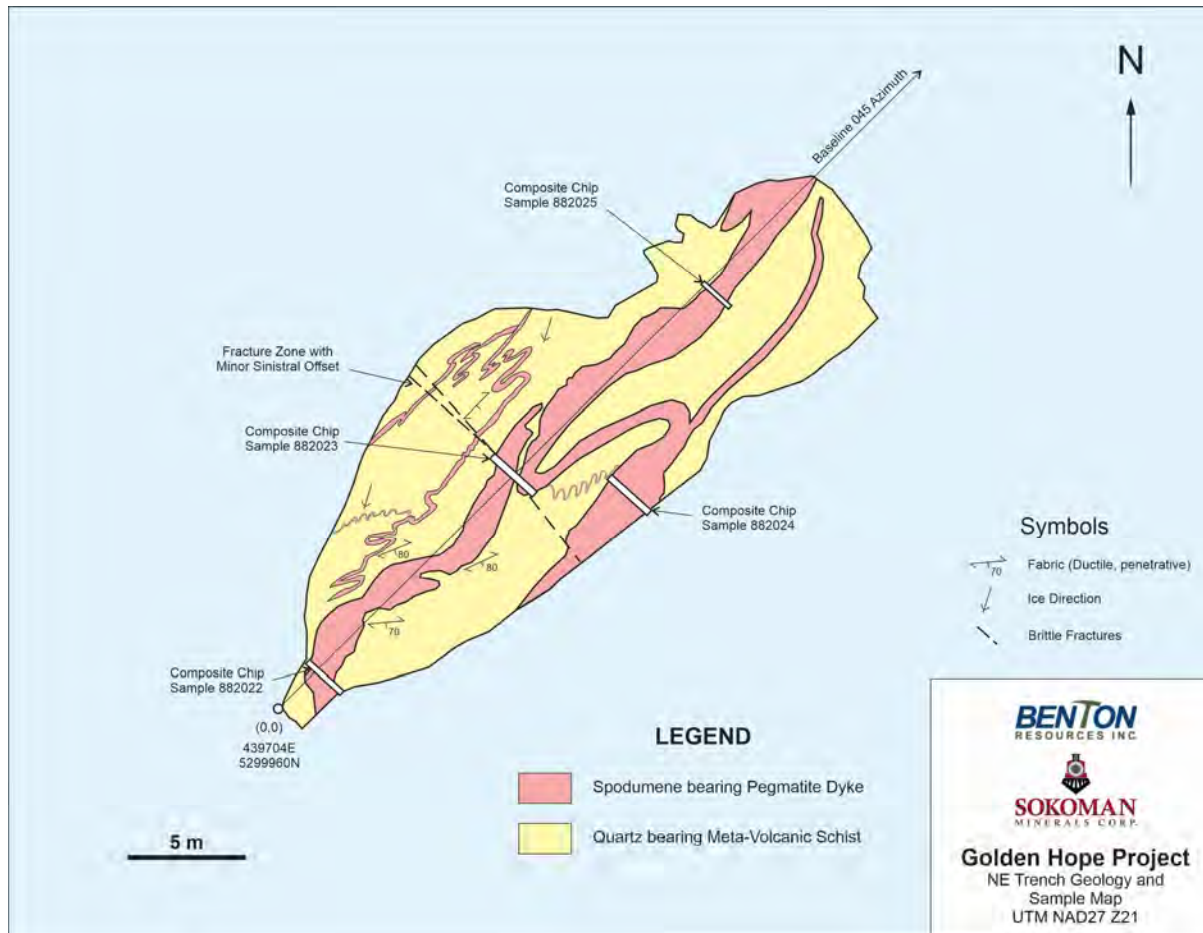 N
Baseline 045 Azimuth
Composite Chip
Sample 882025
Fracture Zone with
Minor Sinistral Offset
Composite Chip
Sample 882023
Composite Chip
Sample 882024
80
80
70
Composite Chip
Sample 882022
(0,0)
439704E
5299960N
5 m
Symbols
70 Fabric (Ductile, penetrative)
Ice Direction
Brittle Fractures
LEGEND
Spodumene bearing Pegmatite Dyke
Quartz bearing Meta-Volcanic Schist
BENTON
RESOURCES INC.
SOKOMAN
MINERALS CORP.
Golden Hope Project
NE Trench Geology and
Sample Map
UTM NAD27 Z21